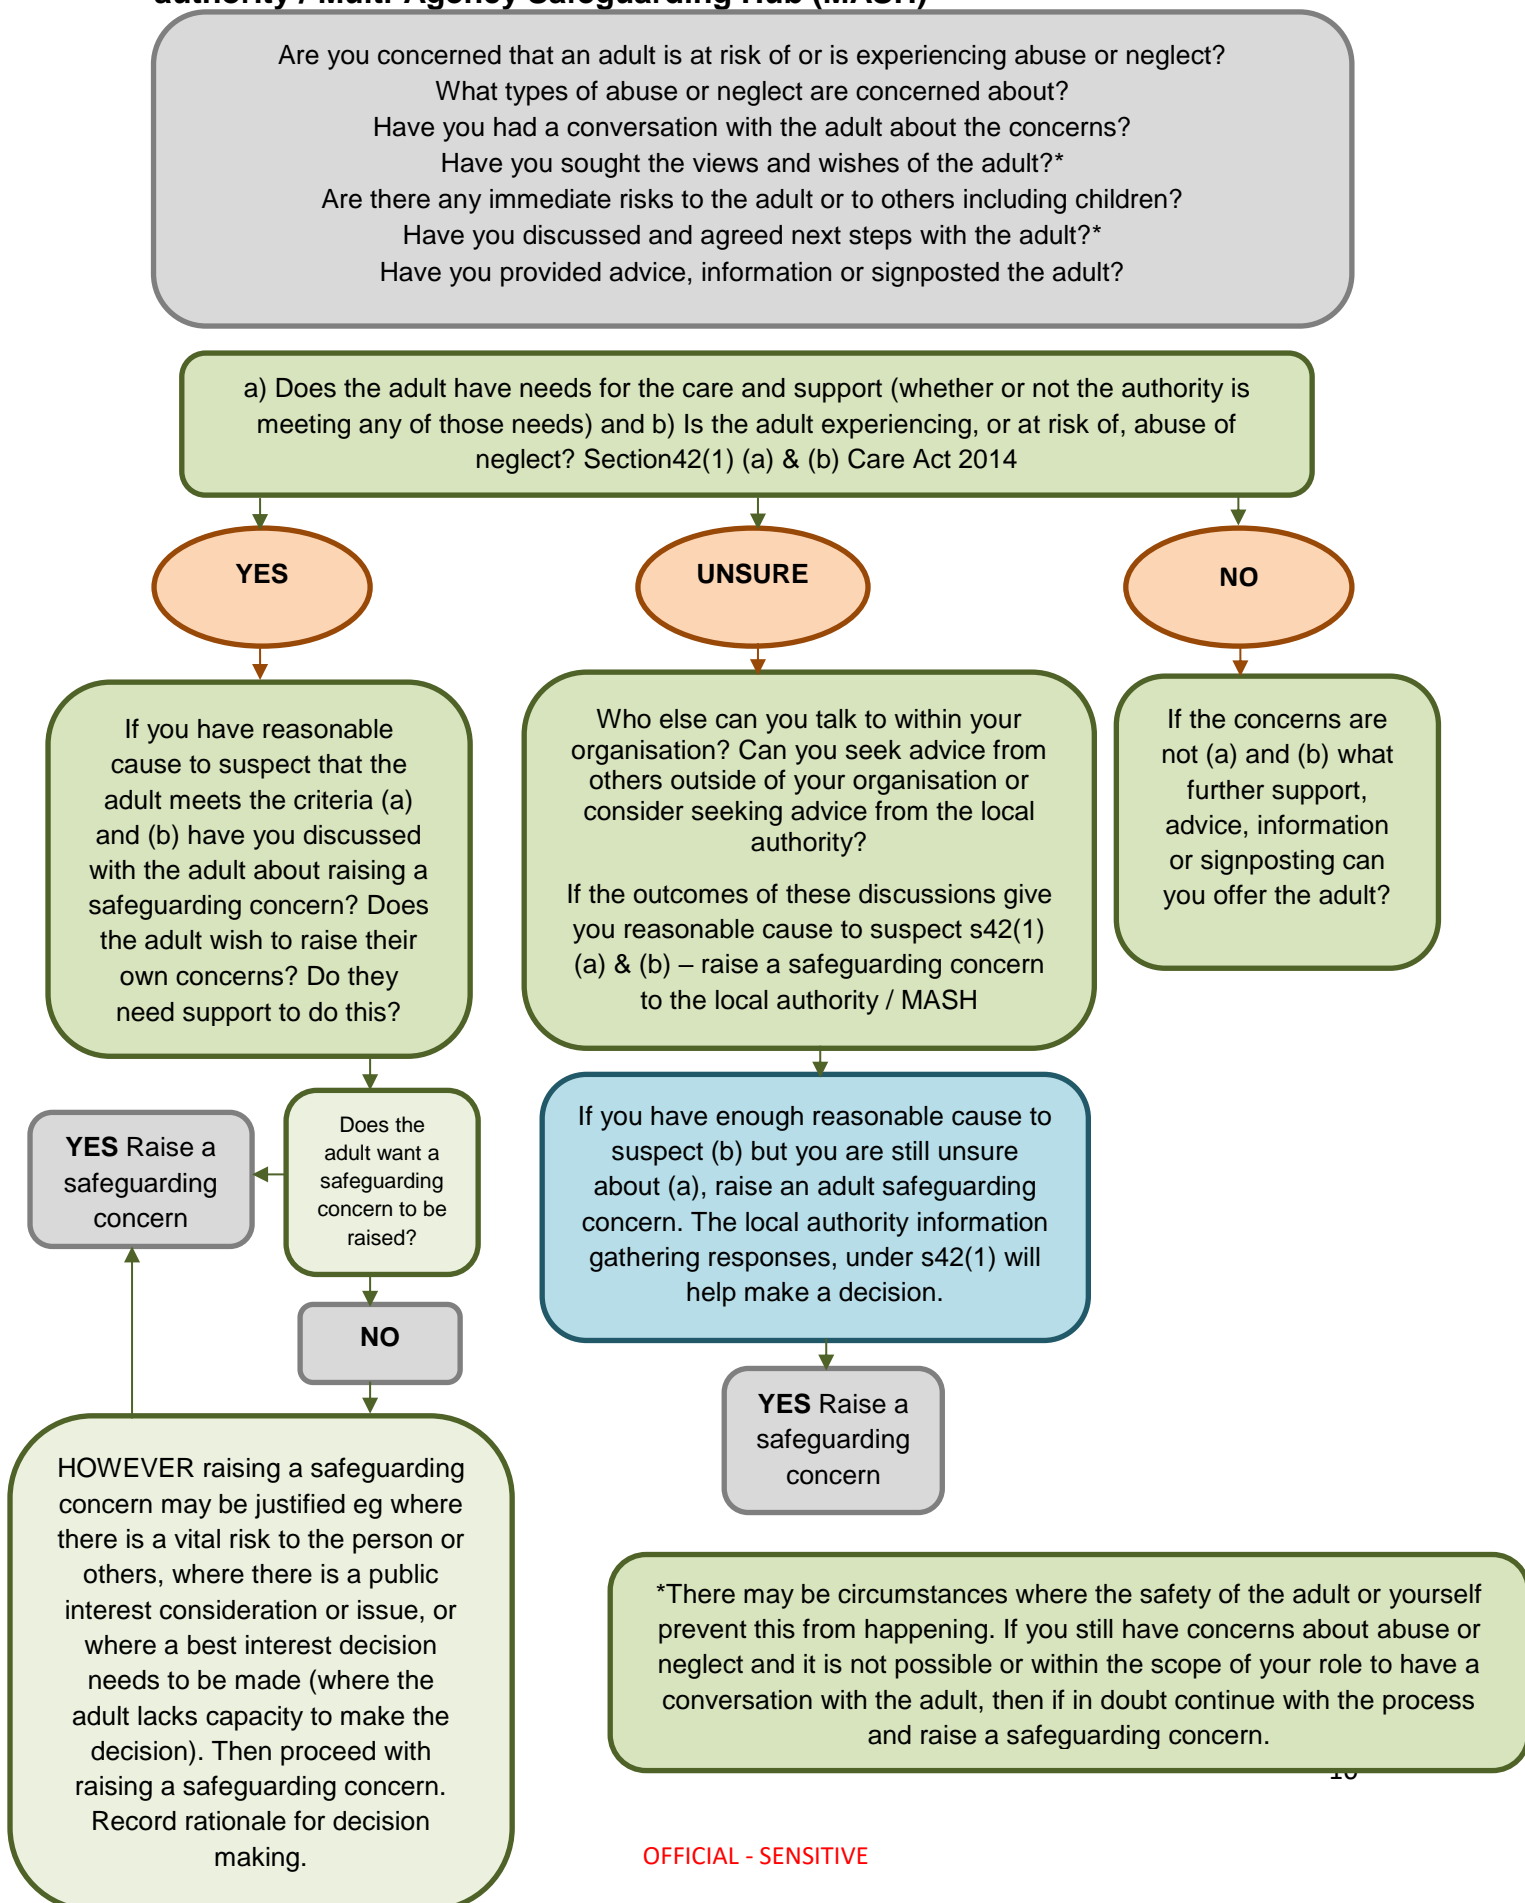 authority / Multi-Agency Safeguarding Hub (MASH)
Are you concerned that an adult is at risk of or is experiencing abuse or neglect?
What types of abuse or neglect are concerned about?
Have you had a conversation with the adult about the concerns?
Have you sought the views and wishes of the adult?*
Are there any immediate risks to the adult or to others including children?
Have you discussed and agreed next steps with the adult?*
Have you provided advice, information or signposted the adult?
a) Does the adult have needs for the care and support (whether or not the authority is
meeting any of those needs) and b) Is the adult experiencing, or at risk of, abuse of
neglect? Section42(1) (a) & (b) Care Act 2014
YES
UNSURE
NO
If you have reasonable
cause to suspect that the
adult meets the criteria (a)
and (b) have you discussed
with the adult about raising a
safeguarding concern? Does
the adult wish to raise their
own concerns? Do they
need support to do this?
Who else can you talk to within your
organisation? Can you seek advice from
others outside of your organisation or
consider seeking advice from the local
authority?
If the outcomes of these discussions give
you reasonable cause to suspect s42(1)
(a) & (b) – raise a safeguarding concern
to the local authority / MASH
If the concerns are
not (a) and (b) what
further support,
advice, information
or signposting can
you offer the adult?
Does the
adult want a
safeguarding
concern to be
raised?
YES Raise a
safeguarding
concern
NO
If you have enough reasonable cause to
suspect (b) but you are still unsure
about (a), raise an adult safeguarding
concern. The local authority information
gathering responses, under s42(1) will
help make a decision.
YES Raise a
safeguarding
concern
HOWEVER raising a safeguarding
concern may be justified eg where
there is a vital risk to the person or
others, where there is a public
interest consideration or issue, or
where a best interest decision
needs to be made (where the
adult lacks capacity to make the
decision). Then proceed with
raising a safeguarding concern.
Record rationale for decision
making.
*There may be circumstances where the safety of the adult or yourself
prevent this from happening. If you still have concerns about abuse or
neglect and it is not possible or within the scope of your role to have a
conversation with the adult, then if in doubt continue with the process
and raise a safeguarding concern.
OFFICIAL - SENSITIVE